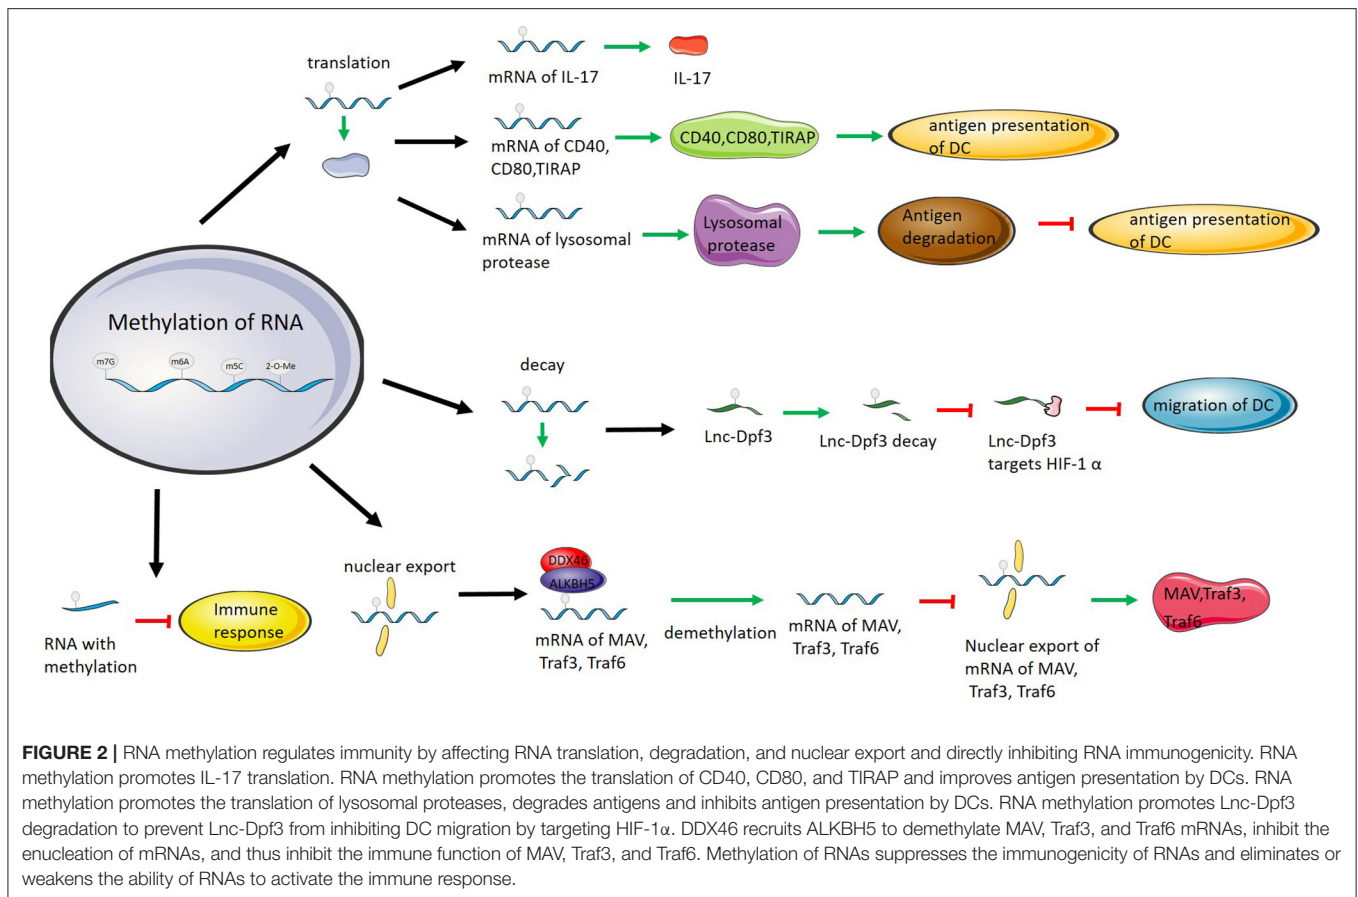 translation
mRNA of IL-17
IL-17
mRNA of CD40,
CD80,TIRAP
CD40,CD80,TIRAP
antigen presentation
of DC
mRNA of lysosomal
protease
Lysosomal
protease
Antigen
degradation
antigen presentation
of DC
Methylation of RNA
m7G
m6A
m5C
2-O-Me
decay
Lnc-Dpf3
Lnc-Dpf3 decay
Lnc-Dpf3
targets HIF-1 α
migration of DC
RNA with
methylation
Immune
response
nuclear export
DDX46
ALKBH5
mRNA of MAV,
Traf3, Traf6
demethylation
mRNA of MAV,
Traf3, Traf6
Nuclear export of
mRNA of MAV,
Traf3, Traf6
MAV,Traf3,
Traf6
FIGURE 2 | RNA methylation regulates immunity by affecting RNA translation, degradation, and nuclear export and directly inhibiting RNA immunogenicity. RNA
methylation promotes IL-17 translation. RNA methylation promotes the translation of CD40, CD80, and TIRAP and improves antigen presentation by DCs. RNA
methylation promotes the translation of lysosomal proteases, degrades antigens and inhibits antigen presentation by DCs. RNA methylation promotes Lnc-Dpf3
degradation to prevent Lnc-Dpf3 from inhibiting DC migration by targeting HIF-1α. DDX46 recruits ALKBH5 to demethylate MAV, Traf3, and Traf6 mRNAs, inhibit the
enucleation of mRNAs, and thus inhibit the immune function of MAV, Traf3, and Traf6. Methylation of RNAs suppresses the immunogenicity of RNAs and eliminates or
weakens the ability of RNAs to activate the immune response.